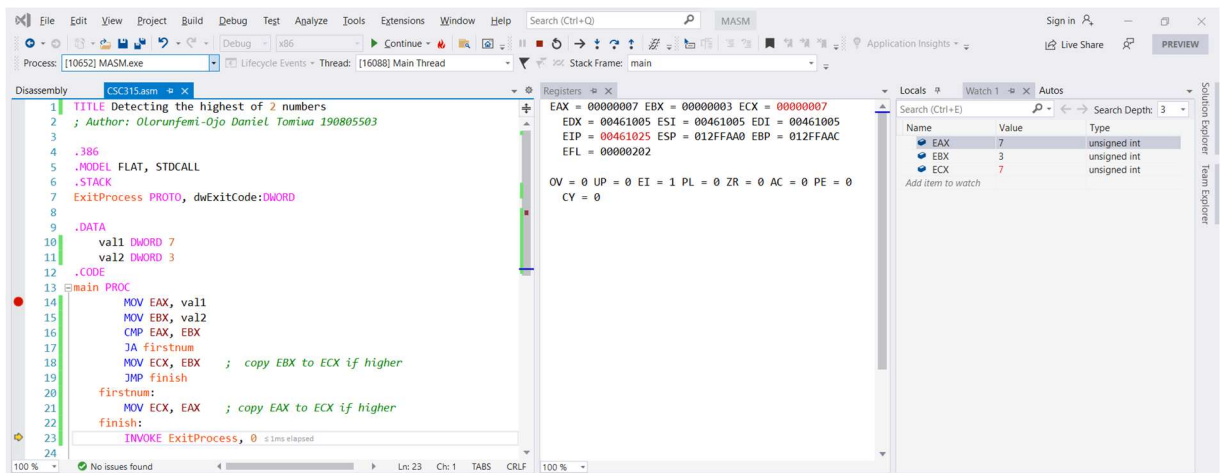 File Edit View Project Build Debug Test Analyze Tools Extensions Window Help Search (Ctrl+Q) MASM Sign in
Debug x86 Continue Application Insights Live Share PREVIEW
Process: [10652] MASM.exe Lifecycle Events Thread: [16088] Main Thread Stack Frame: main
Disassembly CSC315.asm
1 TITLE Detecting the highest of 2 numbers
2 ; Author: Olorunfemi-Ojo Daniel Tomiwa 190805503
3
4 .386
5 .MODEL FLAT, STDCALL
6 .STACK
7 ExitProcess PROTO, dwExitCode:DWORD
8
9 .DATA
10 val1 DWORD 7
11 val2 DWORD 3
12 .CODE
13 main PROC
14 MOV EAX, val1
15 MOV EBX, val2
16 CMP EAX, EBX
17 JA firstnum
18 MOV ECX, EBX ; copy EBX to ECX if higher
19 JMP finish
20 firstnum:
21 MOV ECX, EAX ; copy EAX to ECX if higher
22 finish:
23 INVOKE ExitProcess, 0 ≤1ms elapsed
24
100 % No issues found Ln: 23 Ch: 1 TABS CRLF
Registers
EAX = 00000007 EBX = 00000003 ECX = 00000007
EDX = 00461005 ESI = 00461005 EDI = 00461005
EIP = 00461025 ESP = 012FFAA0 EBP = 012FFAAC
EFL = 00000202
OV = 0 UP = 0 EI = 1 PL = 0 ZR = 0 AC = 0 PE = 0
CY = 0
100 %
Locals Watch 1 Autos
Search (Ctrl+E) Search Depth: 3
Name Value Type
EAX 7 unsigned int
EBX 3 unsigned int
ECX 7 unsigned int
Add item to watch
Solution Explorer
Team Explorer